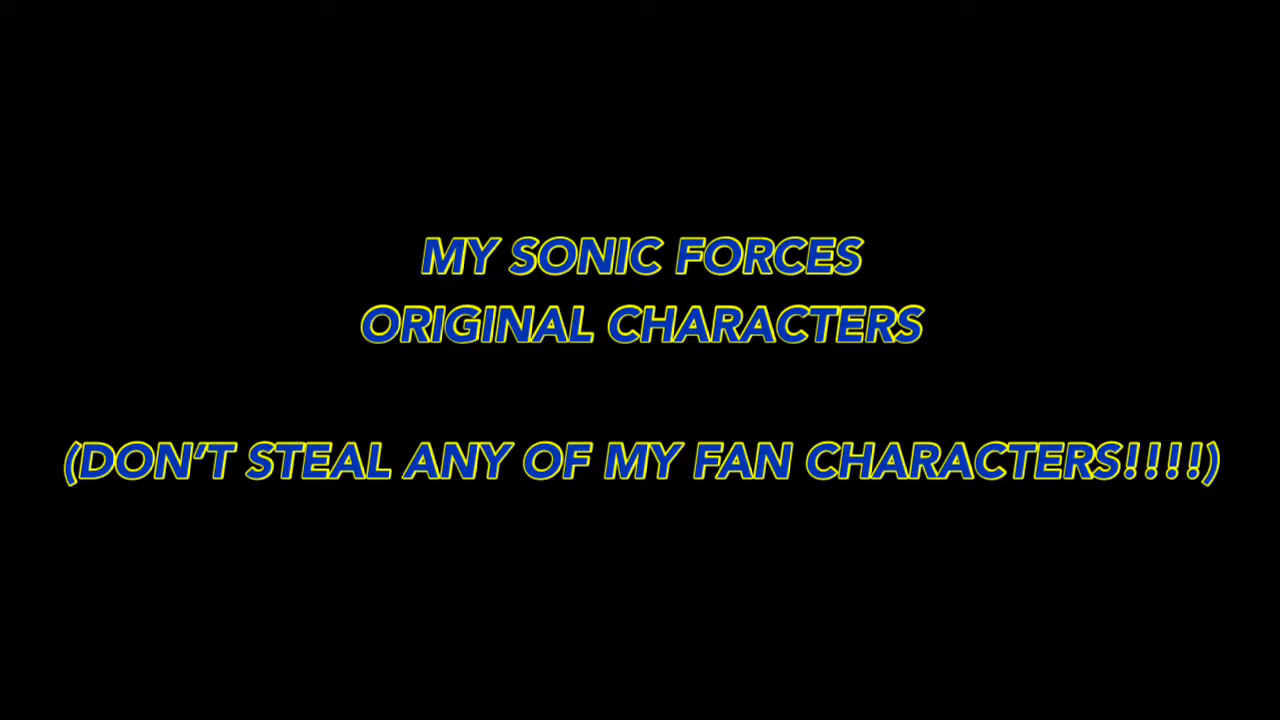 MY SONIC FORCES
ORIGINAL CHARACTERS
(DON’T STEAL ANY OF MY FAN CHARACTERS!!!!)